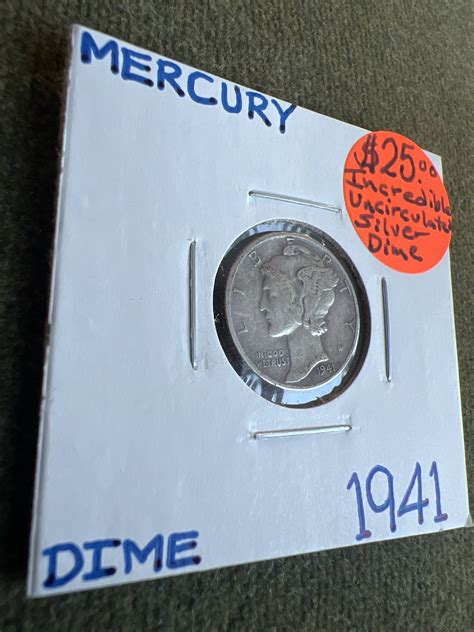 MERCURY
$25.00
Incredible
Uncirculated
Silver
Dime
LIBERTY
IN GOD
WE TRUST
1941
1941
DIME